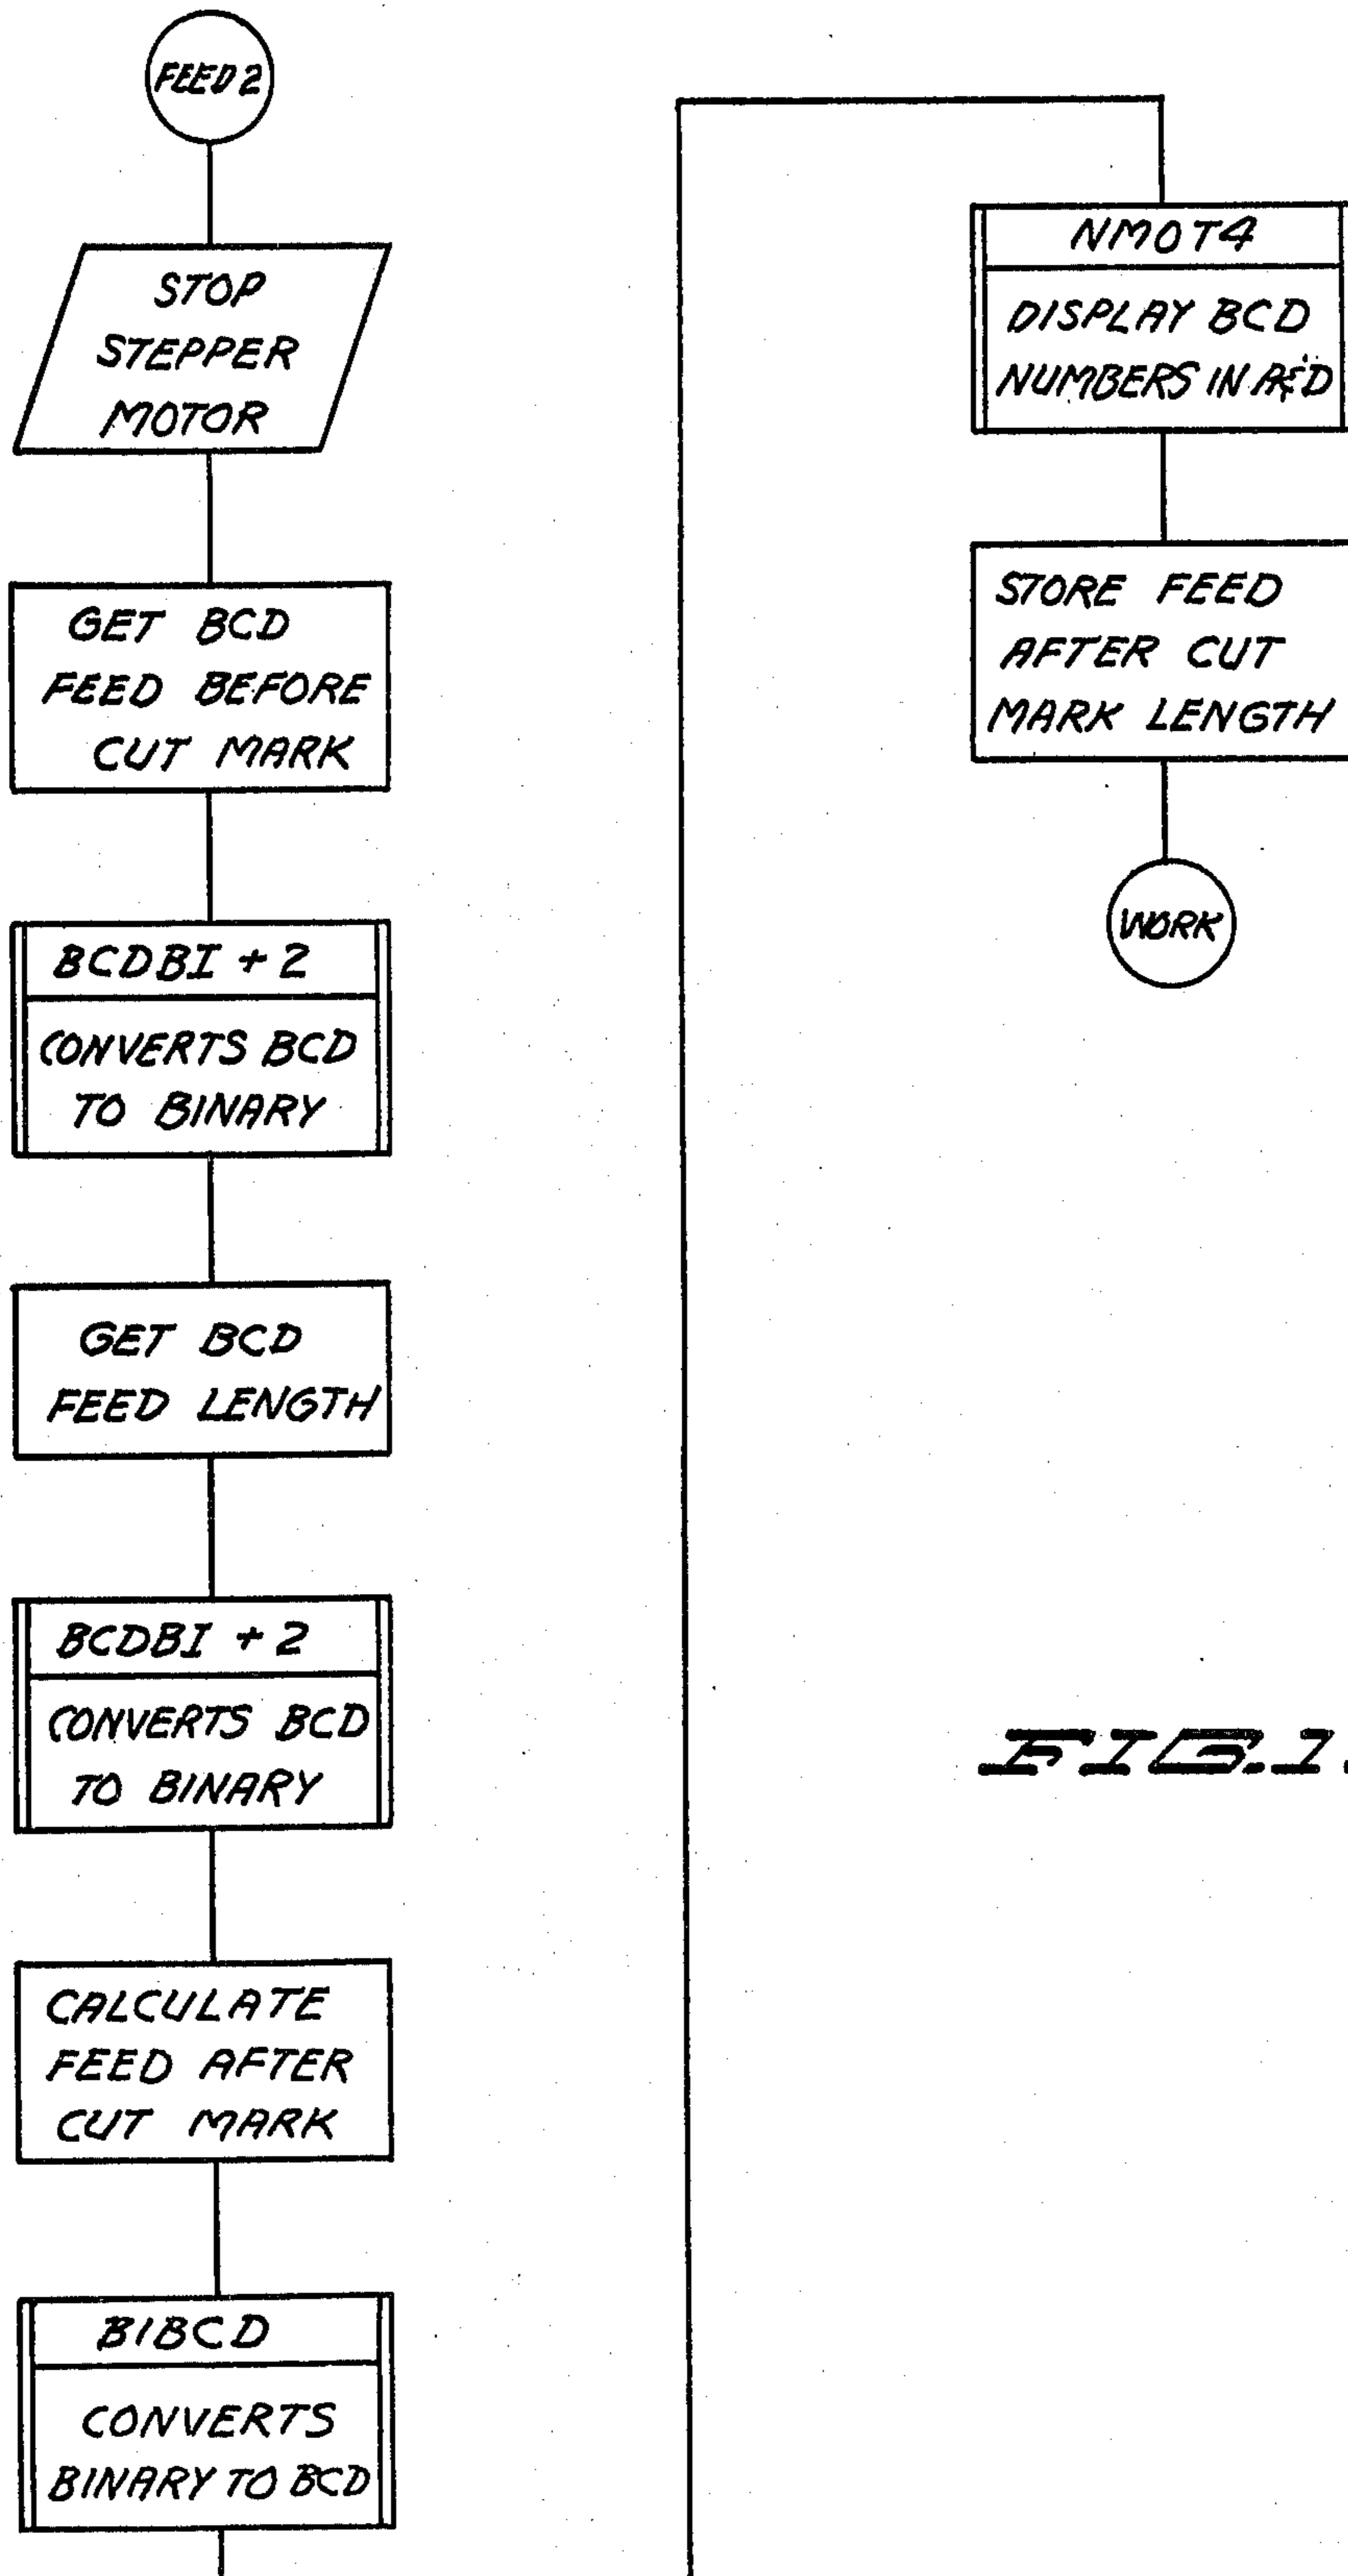 FEED 2
STOP
STEPPER
MOTOR
GET BCD
FEED BEFORE
CUT MARK
BCDBI + 2
CONVERTS BCD
TO BINARY
GET BCD
FEED LENGTH
BCDBI + 2
CONVERTS BCD
TO BINARY
CALCULATE
FEED AFTER
CUT MARK
BIBCD
CONVERTS
BINARY TO BCD
NMOT4
DISPLAY BCD
NUMBERS IN A&D
STORE FEED
AFTER CUT
MARK LENGTH
WORK
FIG.1